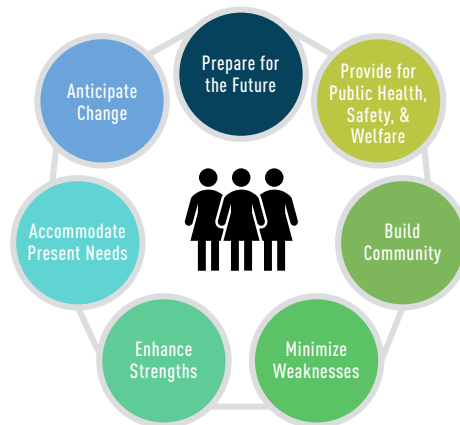 Prepare for
the Future
Provide for
Public Health,
Safety, &
Welfare
Build
Community
Minimize
Weaknesses
Enhance
Strengths
Accommodate
Present Needs
Anticipate
Change